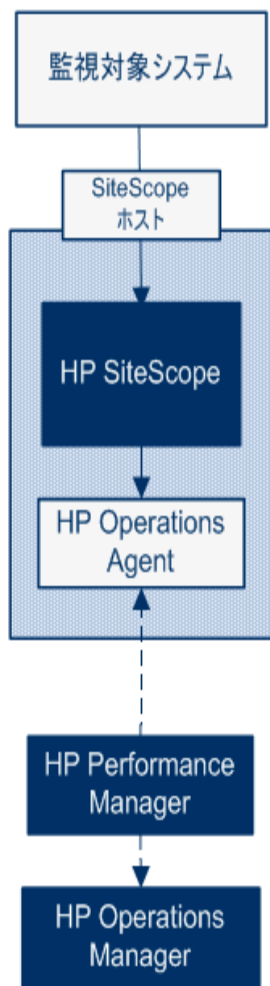 監視対象システム
SiteScope
ホスト
HP SiteScope
HP Operations
Agent
HP Performance
Manager
HP Operations
Manager